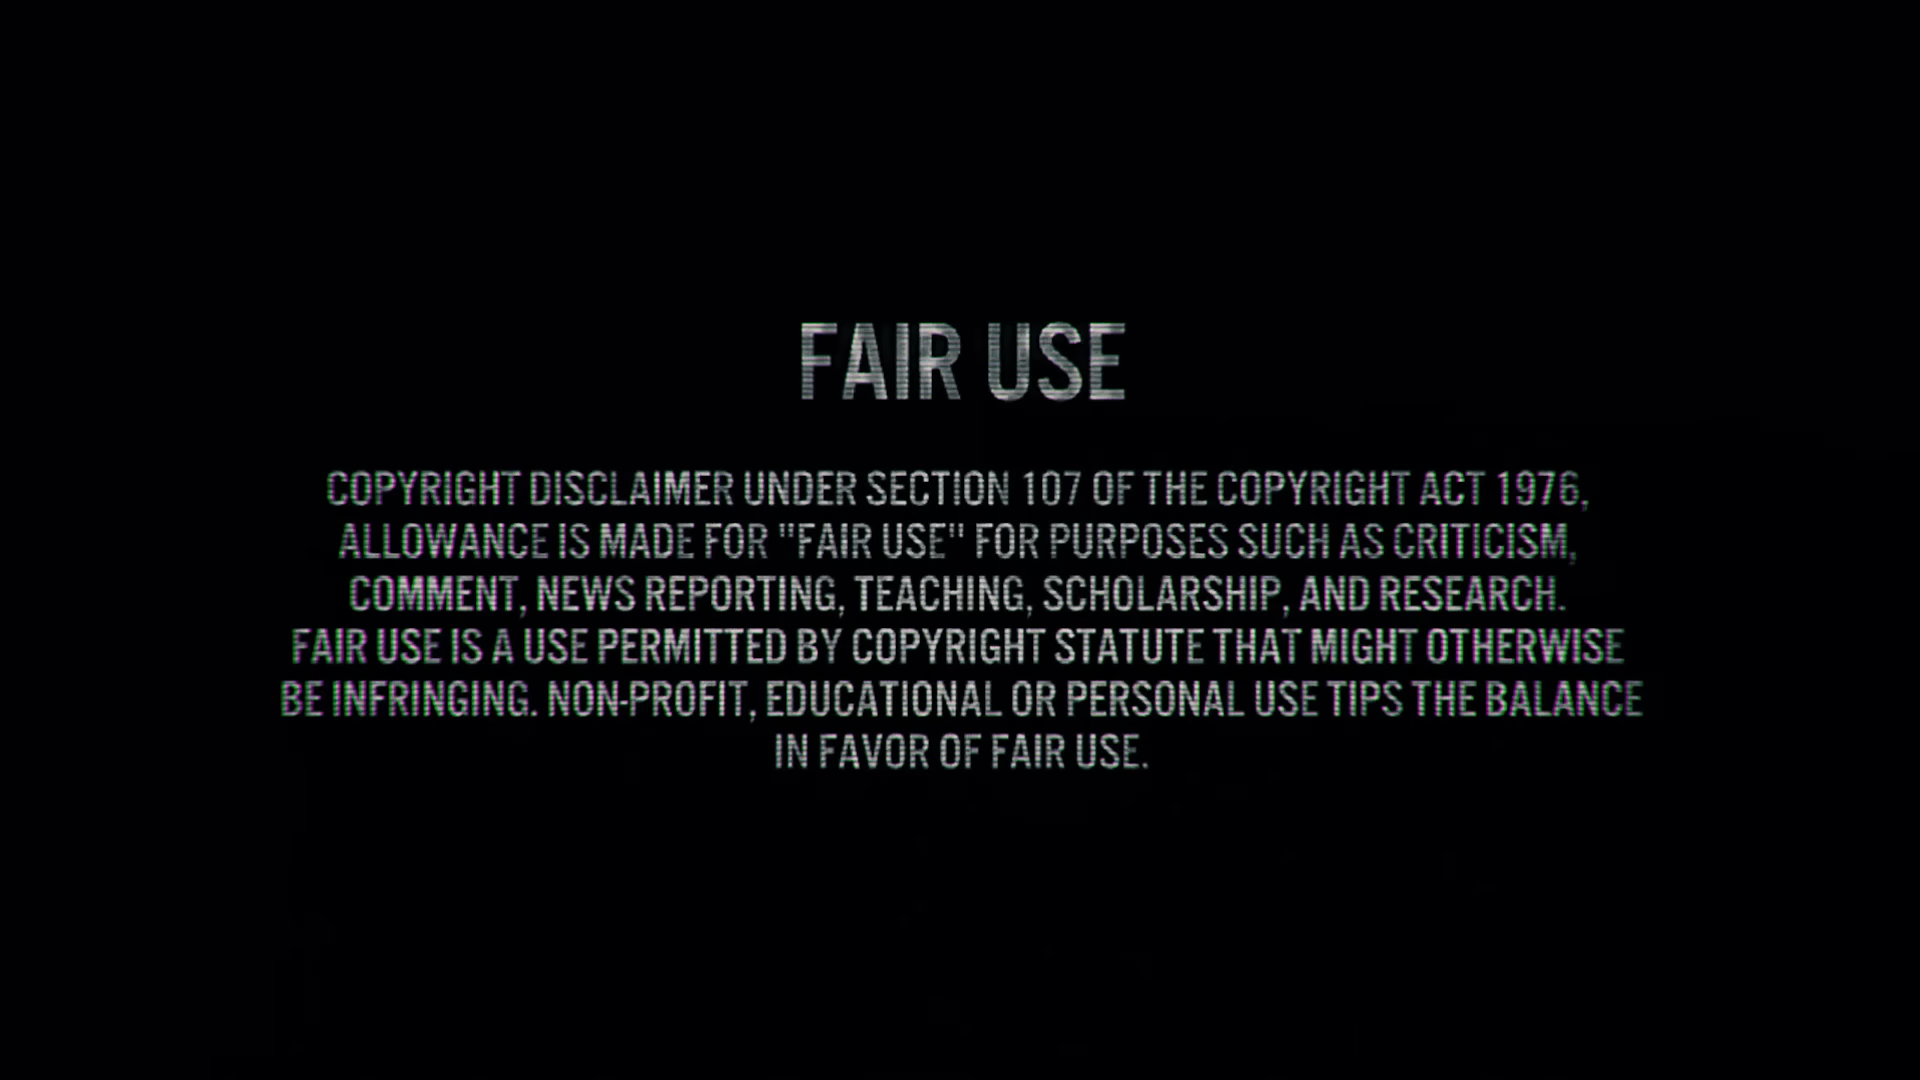 FAIR USE
COPYRIGHT DISCLAIMER UNDER SECTION 107 OF THE COPYRIGHT ACT 1976,
ALLOWANCE IS MADE FOR "FAIR USE" FOR PURPOSES SUCH AS CRITICISM,
COMMENT, NEWS REPORTING, TEACHING, SCHOLARSHIP, AND RESEARCH.
FAIR USE IS A USE PERMITTED BY COPYRIGHT STATUTE THAT MIGHT OTHERWISE
BE INFRINGING. NON-PROFIT, EDUCATIONAL OR PERSONAL USE TIPS THE BALANCE
IN FAVOR OF FAIR USE.